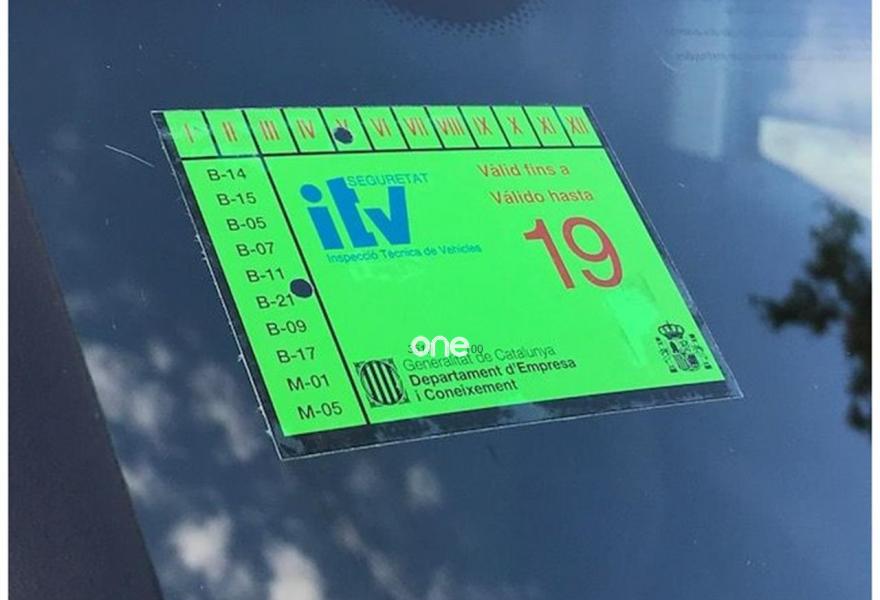 I II III IV V VI VII VIII IX X XI XII
B-14
B-15
B-05
B-07
B-11
B-21
B-09
B-17
M-01
M-05
SEGURETAT
itv
Inspecció Tècnica de Vehicles
Vàlid fins a
Válido hasta
19
one
Generalitat de Catalunya
Departament d'Empresa
i Coneixement